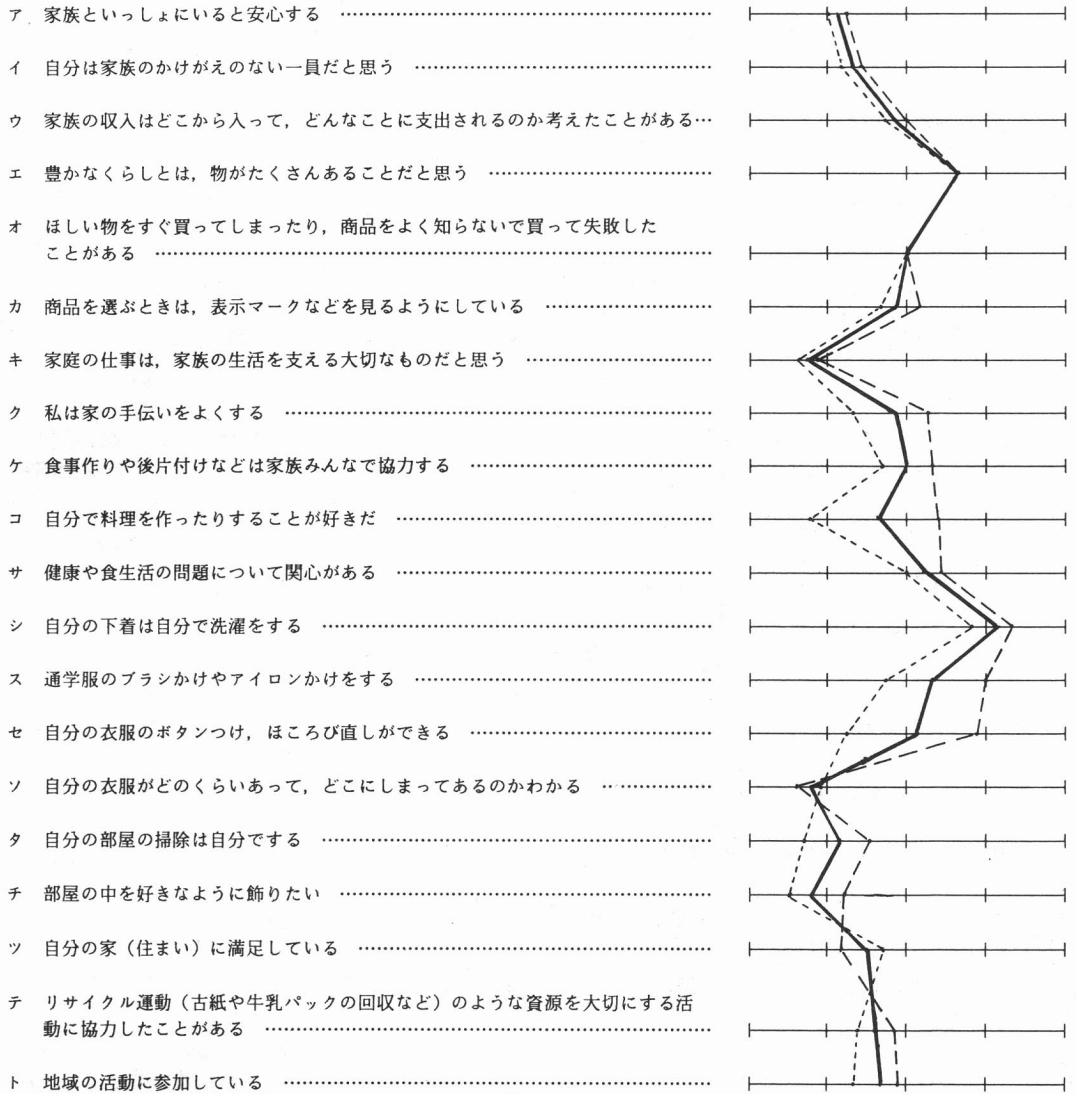 ア 家族といっしょにいると安心する ………………………………………
イ 自分は家族のかけがえのない一員だと思う ………………………………
ウ 家族の収入はどこから入って,どんなことに支出されるのか考えたことがある…
エ 豊かなくらしとは,物がたくさんあることだと思う ………………………
オ ほしい物をすぐ買ってしまったり,商品をよく知らないで買って失敗した
ことがある ……………………………………………………………
カ 商品を選ぶときは,表示マークなどを見るようにしている ………………
キ 家庭の仕事は,家族の生活を支える大切なものだと思う …………………
ク 私は家の手伝いをよくする ……………………………………………
ケ 食事作りや後片付けなどは家族みんなで協力する ………………………
コ 自分で料理を作ったりすることが好きだ …………………………………
サ 健康や食生活の問題について関心がある …………………………………
シ 自分の下着は自分で洗濯をする …………………………………………
ス 通学服のブラシかけやアイロンかけをする ………………………………
セ 自分の衣服のボタンつけ,ほころび直しができる …………………………
ソ 自分の衣服がどのくらいあって,どこにしまってあるのかわかる ……………
タ 自分の部屋の掃除は自分でする …………………………………………
チ 部屋の中を好きなように飾りたい ………………………………………
ツ 自分の家(住まい)に満足している ………………………………………
テ リサイクル運動(古紙や牛乳パックの回収など)のような資源を大切にする活
動に協力したことがある ………………………………………………
ト 地域の活動に参加している ……………………………………………